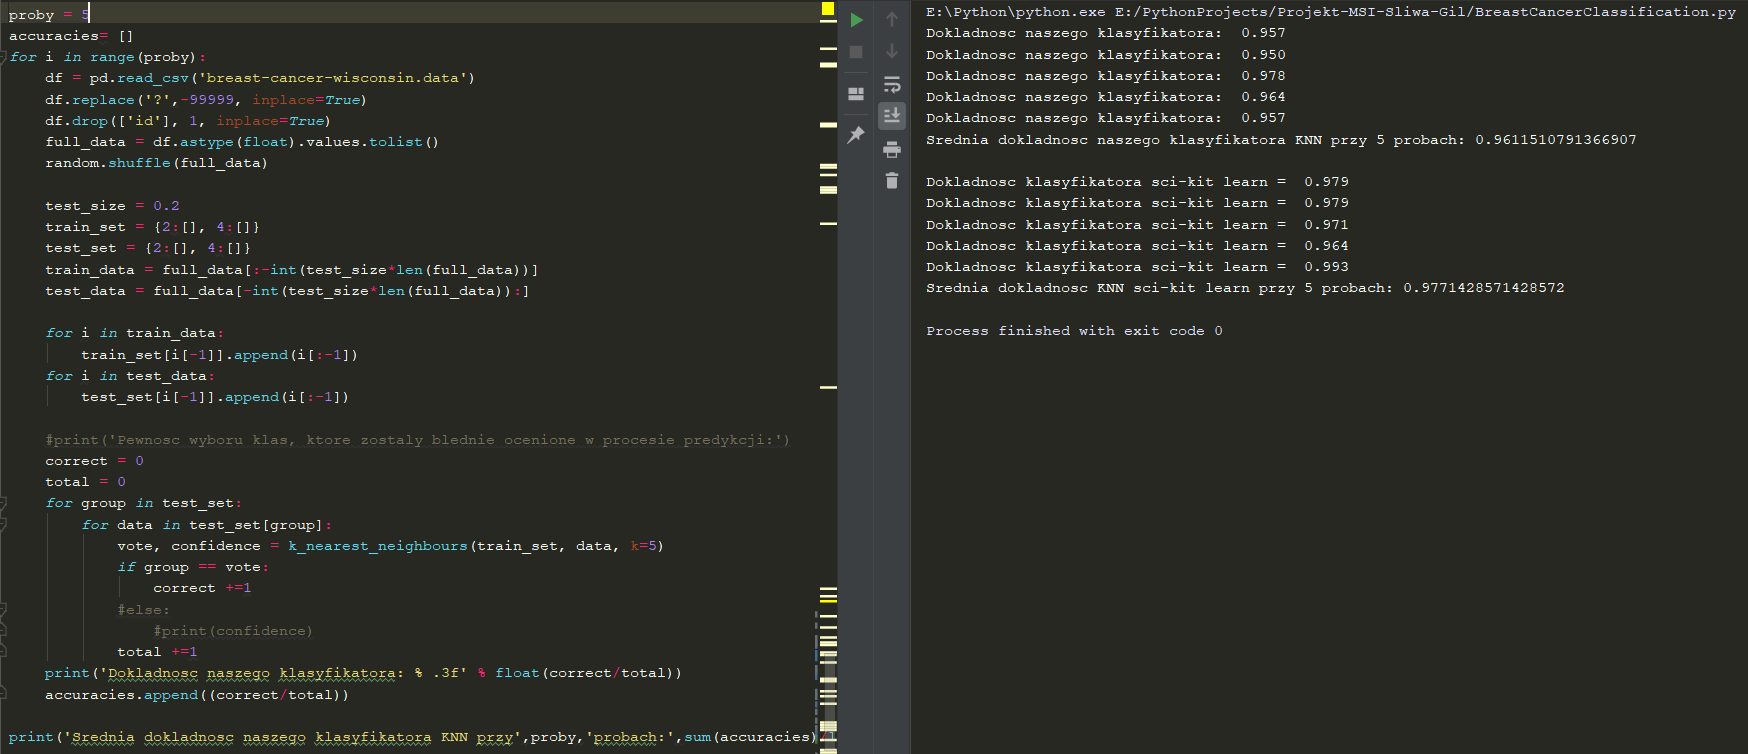 proby = 5
accuracies= []
for i in range(proby):
    df = pd.read_csv('breast-cancer-wisconsin.data')
    df.replace('?',-99999, inplace=True)
    df.drop(['id'], 1, inplace=True)
    full_data = df.astype(float).values.tolist()
    random.shuffle(full_data)
    test_size = 0.2
    train_set = {2:[], 4:[]}
    test_set = {2:[], 4:[]}
    train_data = full_data[:-int(test_size*len(full_data))]
    test_data = full_data[-int(test_size*len(full_data)):]
    for i in train_data:
        train_set[i[-1]].append(i[:-1])
    for i in test_data:
        test_set[i[-1]].append(i[:-1])
    #print('Pewnosc wyboru klas, ktore zostaly blednie ocenione w procesie predykcji:')
    correct = 0
    total = 0
    for group in test_set:
        for data in test_set[group]:
            vote, confidence = k_nearest_neighbours(train_set, data, k=5)
            if group == vote:
                correct +=1
            #else:
                #print(confidence)
            total +=1
    print('Dokladnosc naszego klasyfikatora: % .3f' % float(correct/total))
    accuracies.append((correct/total))
print('Srednia dokladnosc naszego klasyfikatora KNN przy',proby,'probach:',sum(accuracies)
E:\Python\python.exe E:/PythonProjects/Projekt-MSI-Sliwa-Gil/BreastCancerClassification.py
Dokladnosc naszego klasyfikatora:  0.957
Dokladnosc naszego klasyfikatora:  0.950
Dokladnosc naszego klasyfikatora:  0.978
Dokladnosc naszego klasyfikatora:  0.964
Dokladnosc naszego klasyfikatora:  0.957
Srednia dokladnosc naszego klasyfikatora KNN przy 5 probach: 0.9611510791366907
Dokladnosc klasyfikatora sci-kit learn =  0.979
Dokladnosc klasyfikatora sci-kit learn =  0.979
Dokladnosc klasyfikatora sci-kit learn =  0.971
Dokladnosc klasyfikatora sci-kit learn =  0.964
Dokladnosc klasyfikatora sci-kit learn =  0.993
Srednia dokladnosc KNN sci-kit learn przy 5 probach: 0.9771428571428572
Process finished with exit code 0